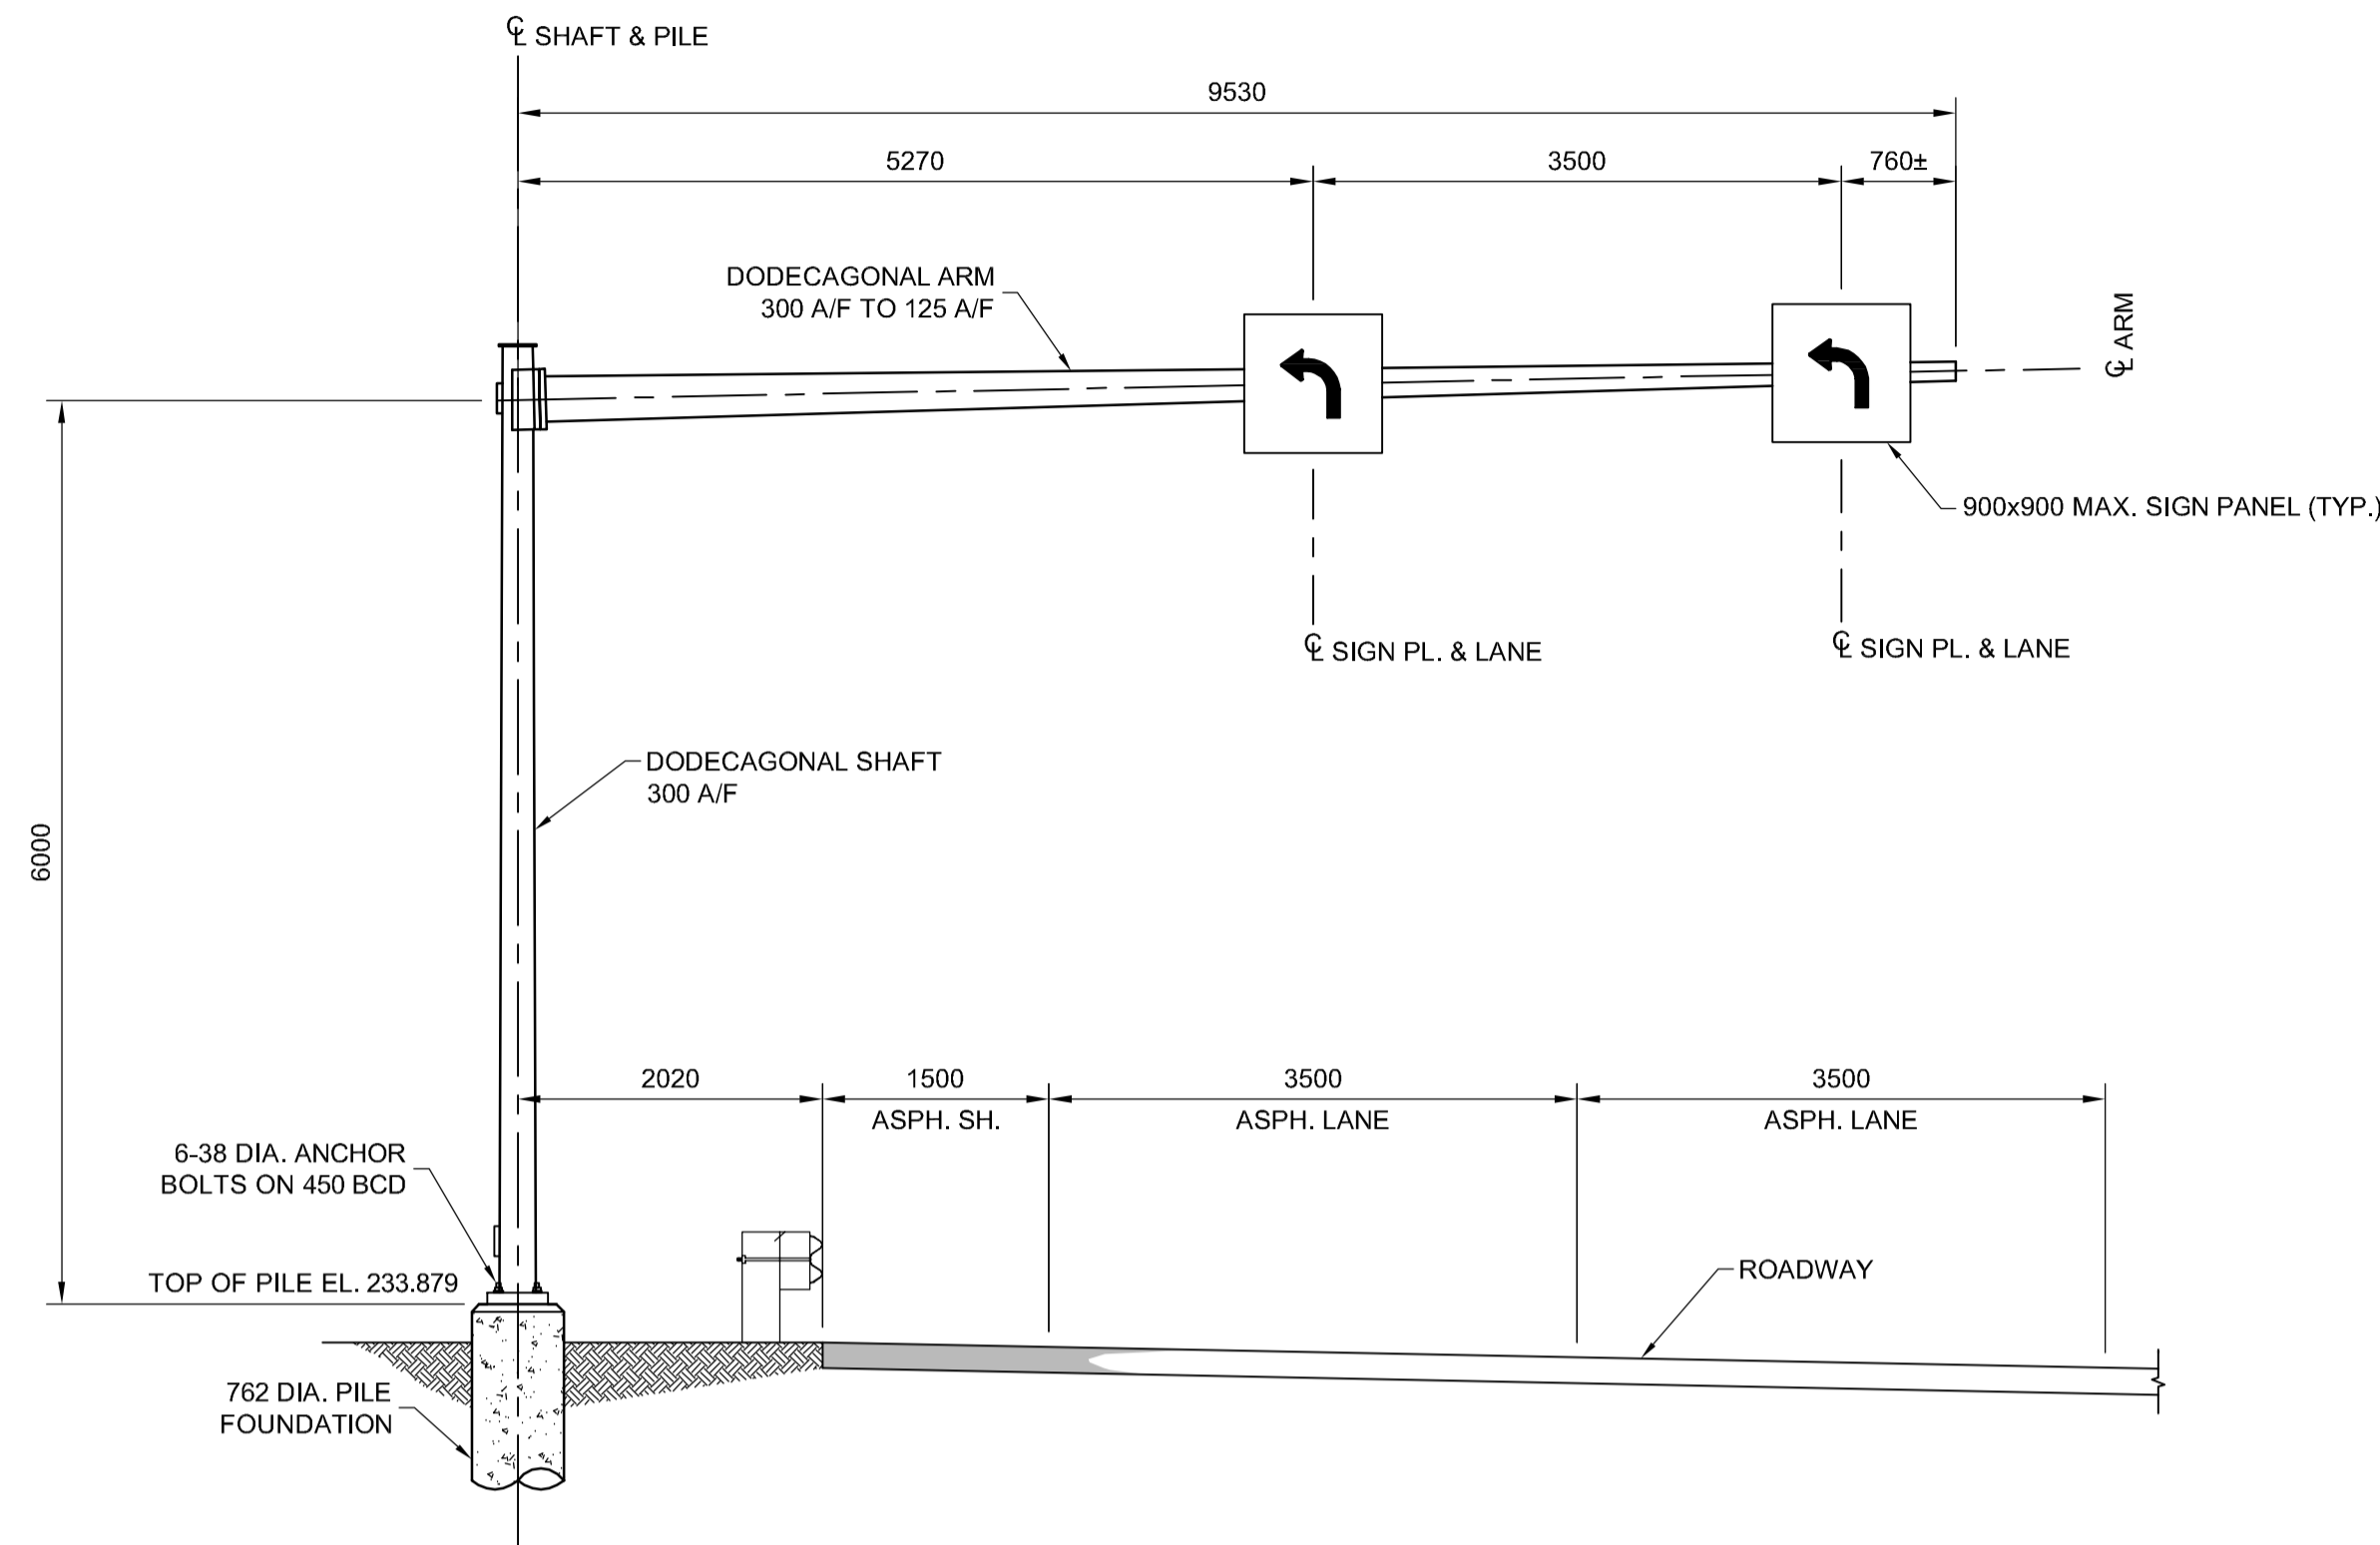 ℄ SHAFT & PILE
9530
5270
3500
760±
DODECAGONAL ARM
300 A/F TO 125 A/F
℄ ARM
900x900 MAX. SIGN PANEL (TYP.)
℄ SIGN PL. & LANE
℄ SIGN PL. & LANE
DODECAGONAL SHAFT
300 A/F
6000
2020
1500
3500
3500
ASPH. SH.
ASPH. LANE
ASPH. LANE
6-38 DIA. ANCHOR
BOLTS ON 450 BCD
TOP OF PILE EL. 233.879
ROADWAY
762 DIA. PILE
FOUNDATION